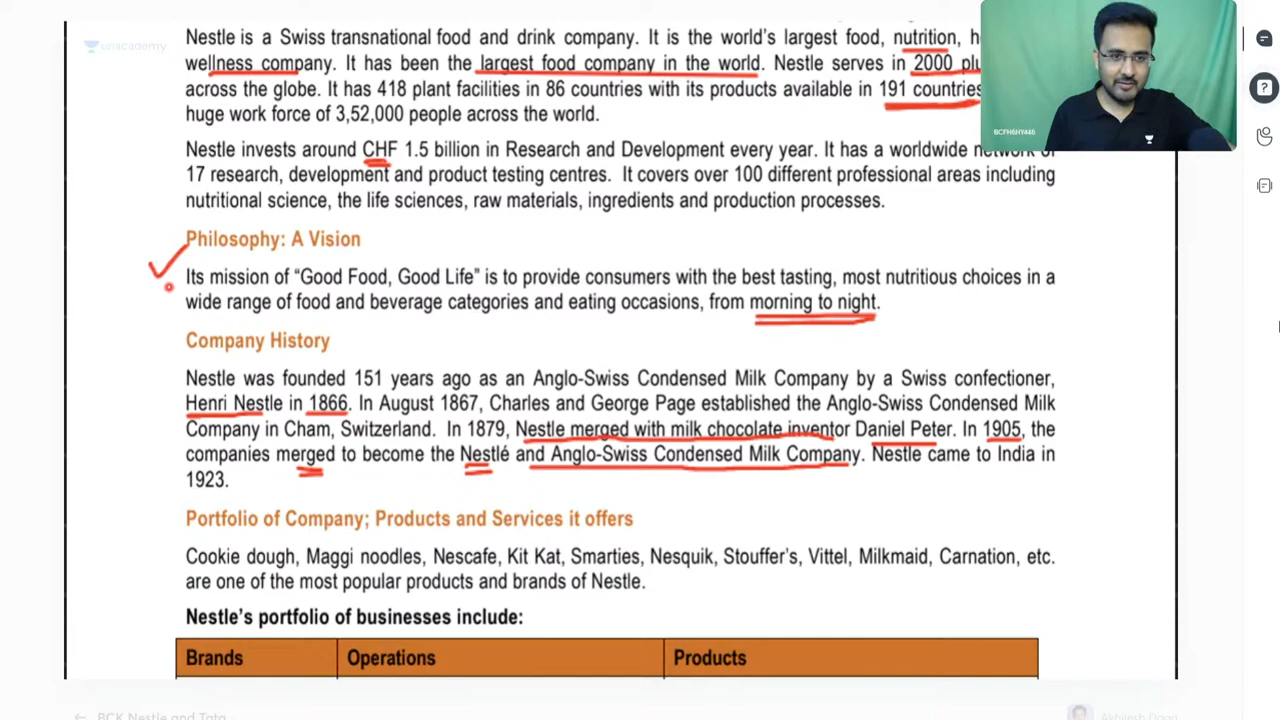 unacademy
Nestle is a Swiss transnational food and drink company. It is the world's largest food, nutrition,
wellness company. It has been the largest food company in the world. Nestle serves in 2000
across the globe. It has 418 plant facilities in 86 countries with its products available in 191 countries
huge work force of 3,52,000 people across the world.
BCFH6HY446
Nestle invests around CHF 1.5 billion in Research and Development every year. It has a worldwide network of
17 research, development and product testing centres. It covers over 100 different professional areas including
nutritional science, the life sciences, raw materials, ingredients and production processes.
Philosophy: A Vision
Its mission of “Good Food, Good Life” is to provide consumers with the best tasting, most nutritious choices in a
wide range of food and beverage categories and eating occasions, from morning to night.
Company History
Nestle was founded 151 years ago as an Anglo-Swiss Condensed Milk Company by a Swiss confectioner,
Henri Nestle in 1866. In August 1867, Charles and George Page established the Anglo-Swiss Condensed Milk
Company in Cham, Switzerland. In 1879, Nestle merged with milk chocolate inventor Daniel Peter. In 1905, the
companies merged to become the Nestlé and Anglo-Swiss Condensed Milk Company. Nestle came to India in
1923.
Portfolio of Company; Products and Services it offers
Cookie dough, Maggi noodles, Nescafe, Kit Kat, Smarties, Nesquik, Stouffer's, Vittel, Milkmaid, Carnation, etc.
are one of the most popular products and brands of Nestle.
Nestle's portfolio of businesses include:
Brands Operations Products
BCK Nestle and Tata